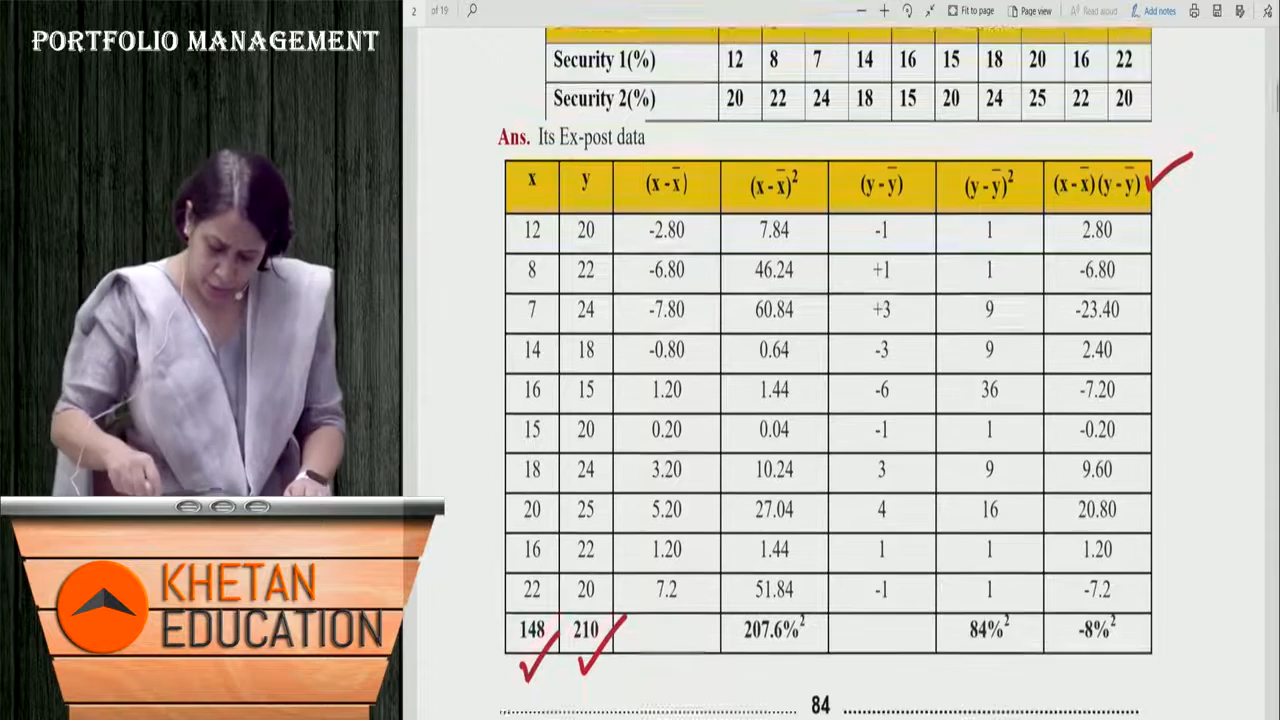 PORTFOLIO MANAGEMENT
2 of 19 Fit to page Page view Read aloud Add notes
Security 1(%) 12 8 7 14 16 15 18 20 16 22
Security 2(%) 20 22 24 18 15 20 24 25 22 20
Ans. Its Ex-post data
x y (x - x̅) (x - x̅)² (y - y̅) (y - y̅)² (x - x̅)(y - y̅)
12 20 -2.80 7.84 -1 1 2.80
8 22 -6.80 46.24 +1 1 -6.80
7 24 -7.80 60.84 +3 9 -23.40
14 18 -0.80 0.64 -3 9 2.40
16 15 1.20 1.44 -6 36 -7.20
15 20 0.20 0.04 -1 1 -0.20
18 24 3.20 10.24 3 9 9.60
20 25 5.20 27.04 4 16 20.80
16 22 1.20 1.44 1 1 1.20
22 20 7.2 51.84 -1 1 -7.2
148 210 207.6%² 84%² -8%²
84
KHETAN
EDUCATION